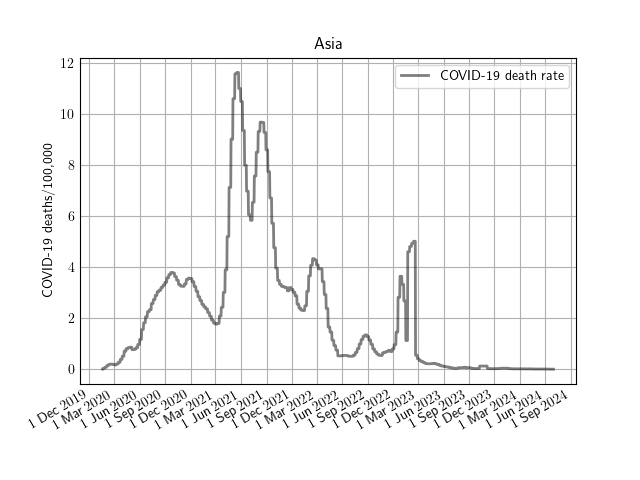 Asia
COVID-19 death rate
COVID-19 deaths/100,000
12
10
8
6
4
2
0
1 Dec 2019
1 Mar 2020
1 Jun 2020
1 Sep 2020
1 Dec 2020
1 Mar 2021
1 Jun 2021
1 Sep 2021
1 Dec 2021
1 Mar 2022
1 Jun 2022
1 Sep 2022
1 Dec 2022
1 Mar 2023
1 Jun 2023
1 Sep 2023
1 Dec 2023
1 Mar 2024
1 Jun 2024
1 Sep 2024